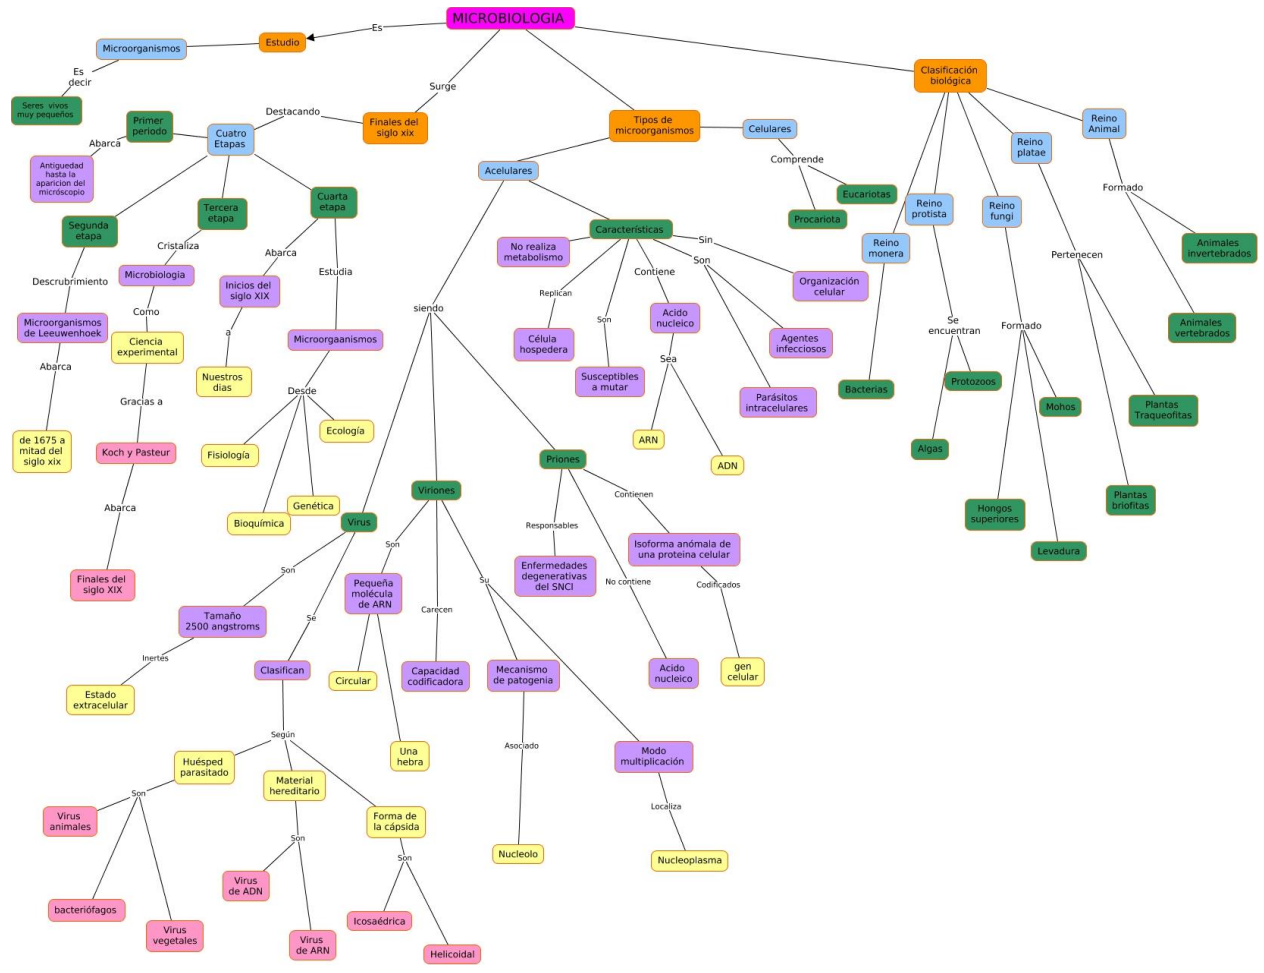 MICROBIOLOGIA
Es
Estudio
Microorganismos
Es
decir
Seres vivos
muy pequeños
Surge
Finales del
siglo xix
Destacando
Cuatro
Etapas
Primer
periodo
Abarca
Antiguedad
hasta la
aparicion del
micróscopio
Segunda
etapa
Descrubrimiento
Microorganismos
de Leeuwenhoek
Abarca
de 1675 a
mitad del
siglo xix
Tercera
etapa
Cristaliza
Microbiologia
Como
Ciencia
experimental
Gracias a
Koch y Pasteur
Abarca
Finales del
siglo XIX
Cuarta
etapa
Abarca
Inicios del
siglo XIX
a
Nuestros
dias
Estudia
Microorgaanismos
Desde
Fisiología
Bioquímica
Genética
Ecología
Tipos de
microorganismos
Celulares
Comprende
Eucariotas
Procariota
Acelulares
Características
No realiza
metabolismo
Replican
Célula
hospedera
Son
Susceptibles
a mutar
Contiene
Acido
nucleico
Sea
ARN
ADN
Son
Agentes
infecciosos
Parásitos
intracelulares
Sin
Organización
celular
siendo
Virus
Son
Tamaño
2500 angstroms
Inertes
Estado
extracelular
Se
Clasifican
Según
Huésped
parasitado
Son
Virus
animales
bacteriófagos
Virus
vegetales
Material
hereditario
Son
Virus
de ADN
Virus
de ARN
Forma de
la cápsida
Son
Icosaédrica
Helicoidal
Viriones
Son
Pequeña
molécula
de ARN
Circular
Una
hebra
Carecen
Capacidad
codificadora
Su
Mecanismo
de patogenia
Asociado
Nucleolo
Modo
multiplicación
Localiza
Nucleoplasma
Priones
Responsables
Enfermedades
degenerativas
del SNCI
No contiene
Acido
nucleico
Contienen
Isoforma anómala de
una proteina celular
Codificados
gen
celular
Clasificación
biológica
Reino
monera
Bacterias
Reino
protista
Se
encuentran
Algas
Protozoos
Reino
fungi
Formado
Hongos
superiores
Levadura
Mohos
Reino
platae
Pertenecen
Plantas
Traqueofitas
Plantas
briofitas
Reino
Animal
Formado
Animales
invertebrados
Animales
vertebrados